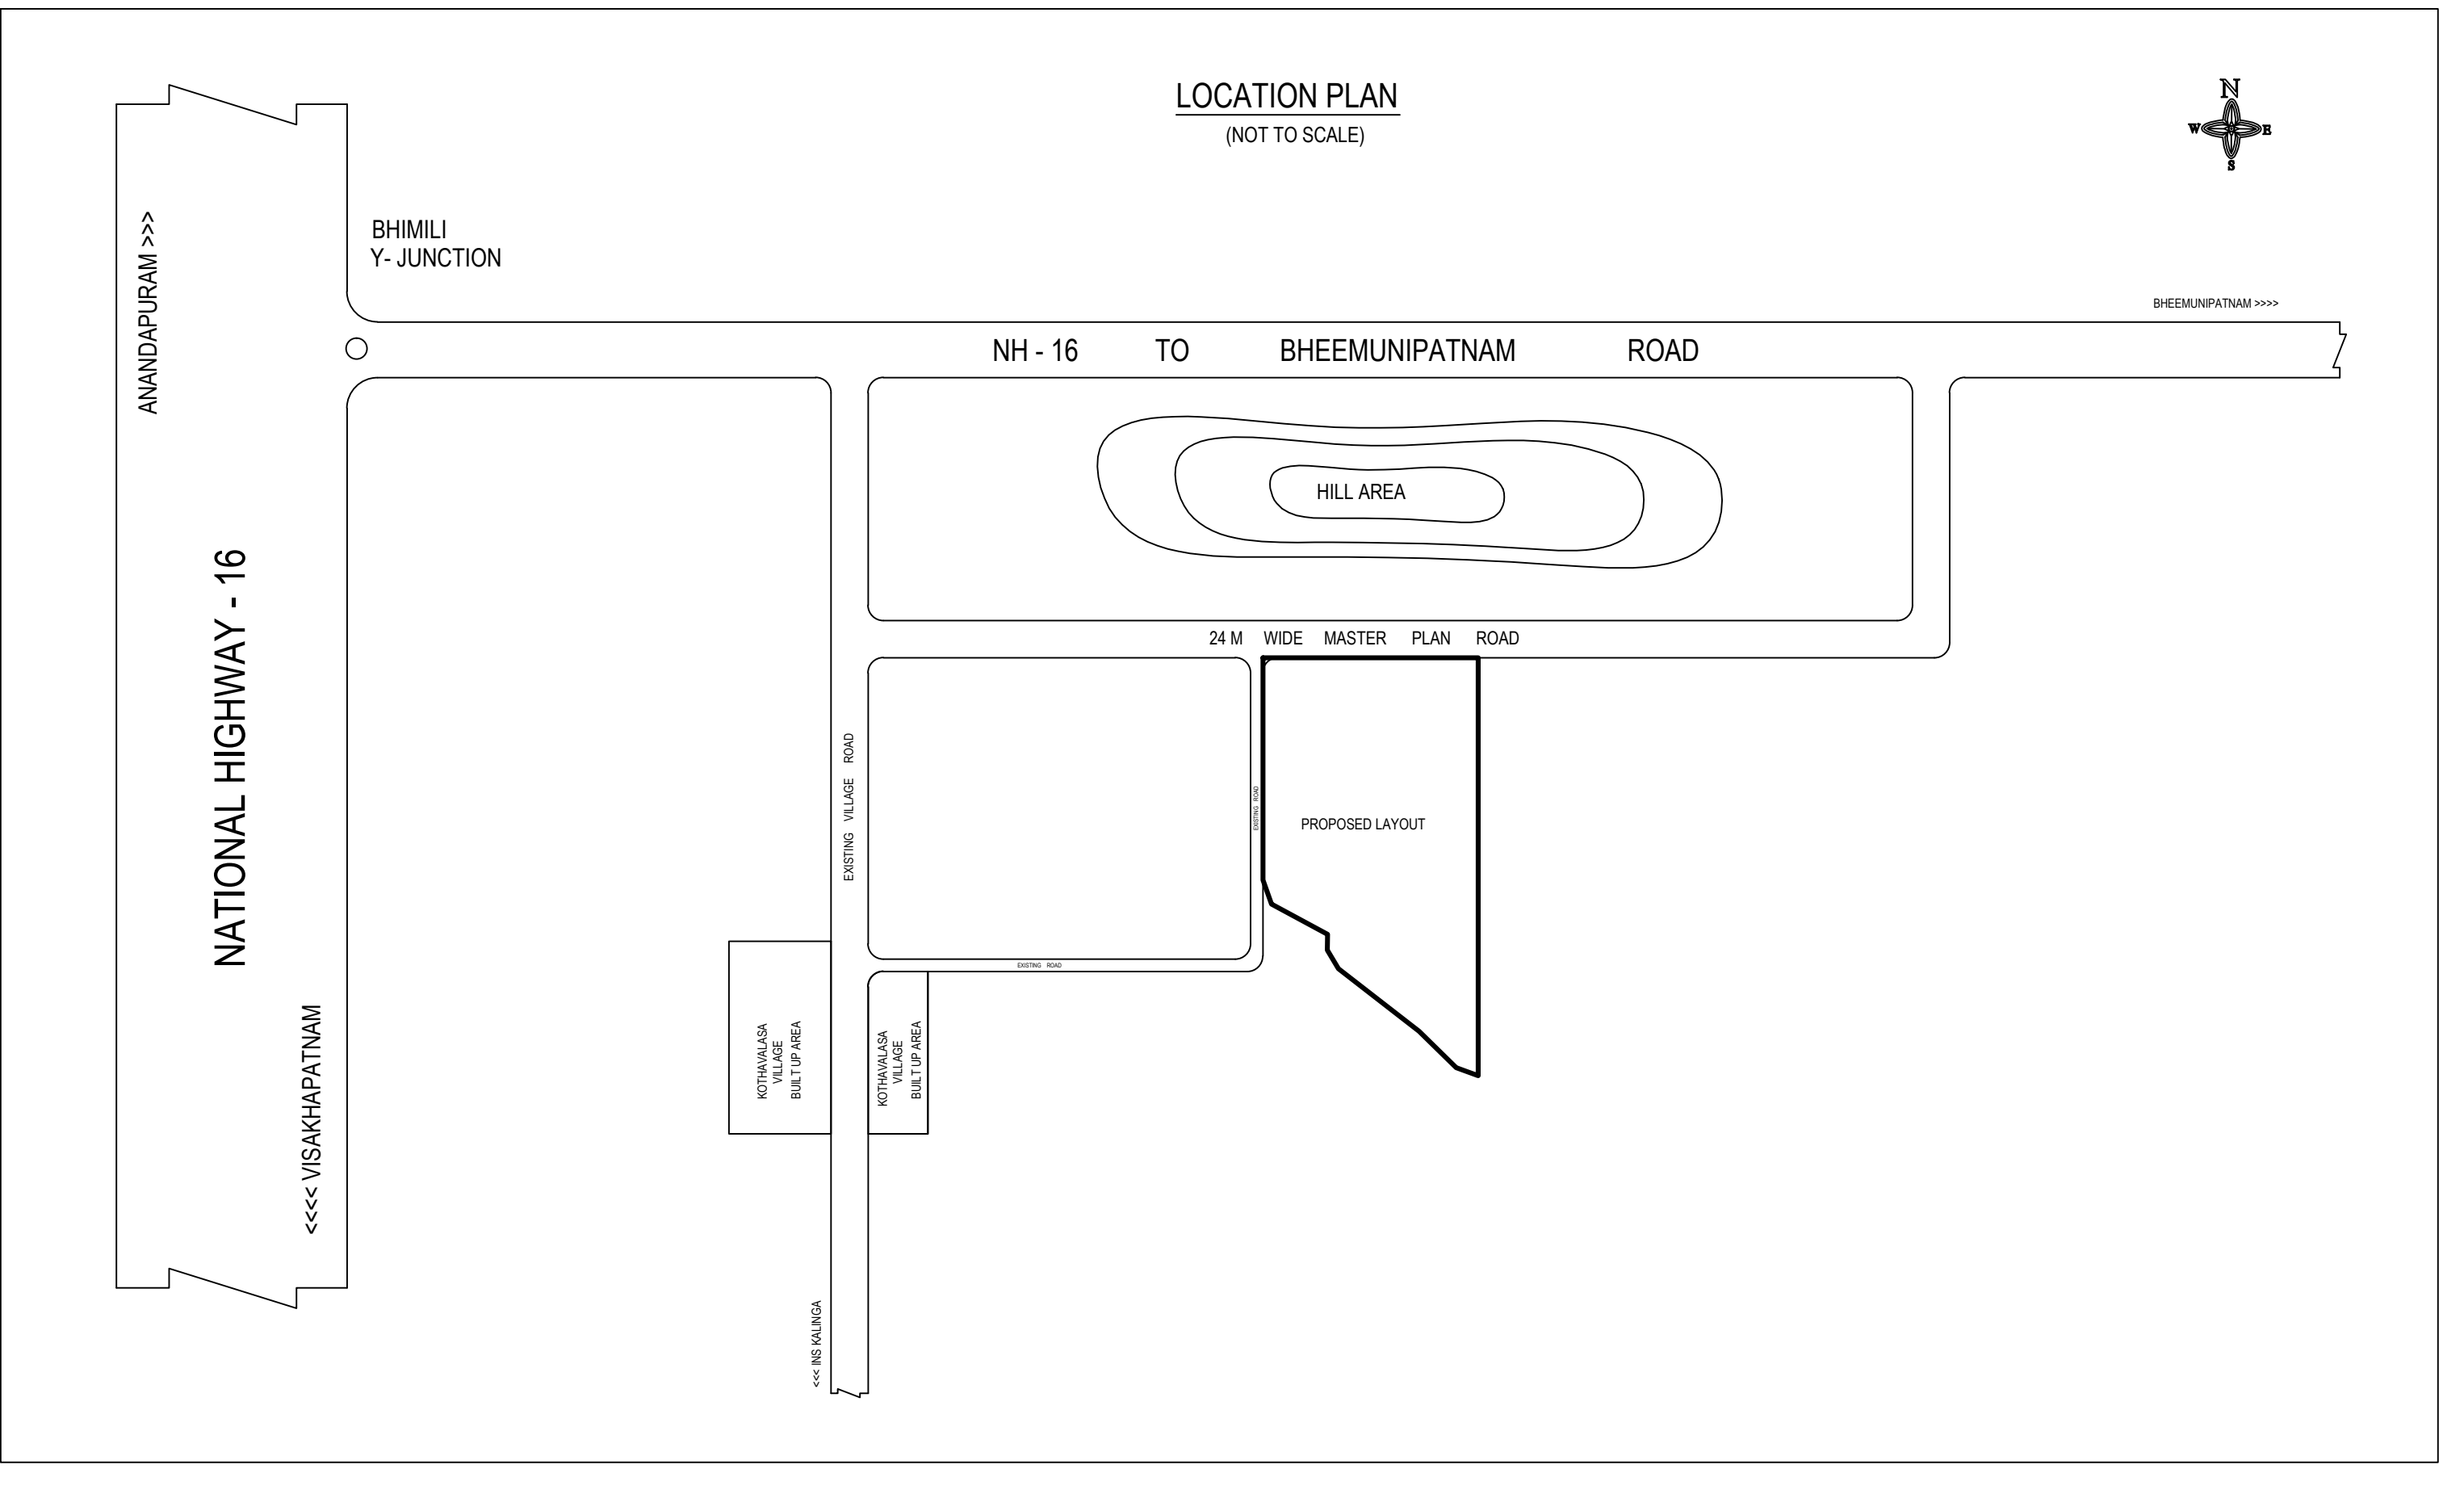 LOCATION PLAN
(NOT TO SCALE)
N
W E
S
ANANDAPURAM >>>
BHIMILI
Y- JUNCTION
BHEEMUNIPATNAM >>>>
NH - 16 TO BHEEMUNIPATNAM ROAD
HILL AREA
NATIONAL HIGHWAY - 16
24 M WIDE MASTER PLAN ROAD
EXISTING VILLAGE ROAD
EXISTING ROAD
PROPOSED LAYOUT
EXISTING ROAD
<<<< VISAKHAPATNAM
KOTHAVALASA
VILLAGE
BUILT UP AREA
KOTHAVALASA
VILLAGE
BUILT UP AREA
<<< INS KALINGA